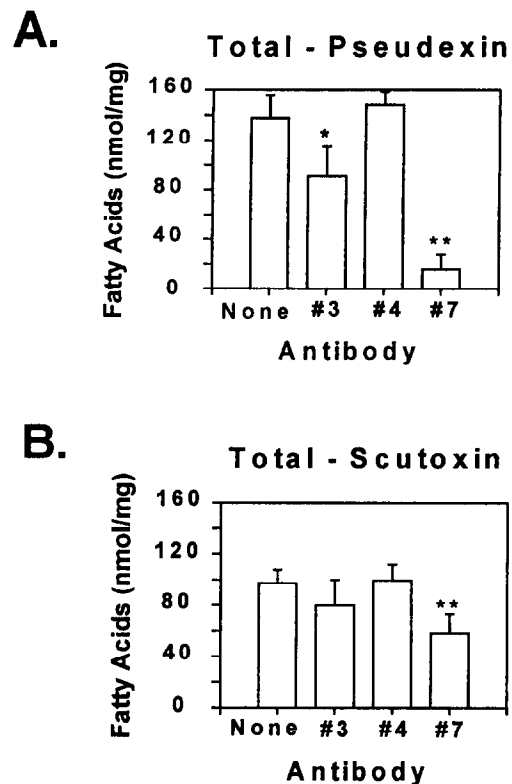 A.
Total - Pseudexin
Fatty Acids (nmol/mg)
160
120
80
40
0
*
**
None #3 #4 #7
Antibody
B.
Total - Scutoxin
Fatty Acids (nmol/mg)
160
120
80
40
0
**
None #3 #4 #7
Antibody